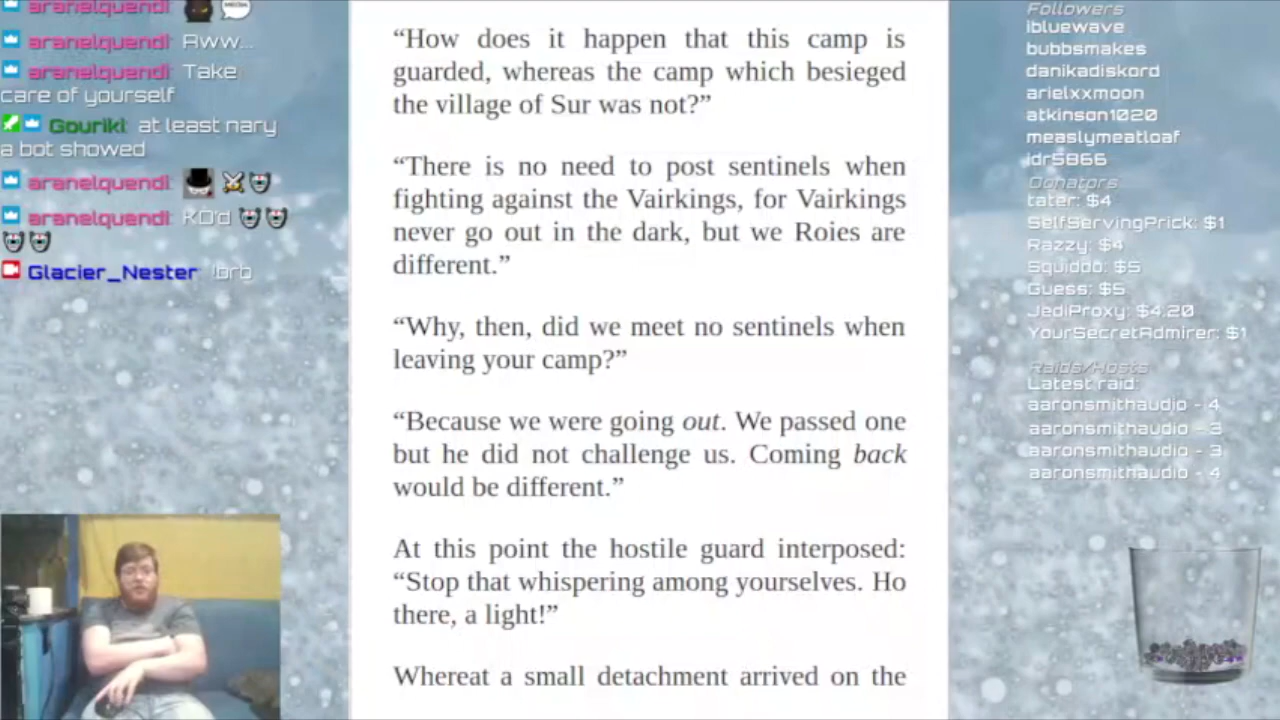 aranelquendi:
aranelquendi: Aww...
aranelquendi: Take
care of yourself
Gouriki: at least nary
a bot showed
aranelquendi:
aranelquendi: KO'd
Glacier_Nester: !brb
“How does it happen that this camp is
guarded, whereas the camp which besieged
the village of Sur was not?”
“There is no need to post sentinels when
fighting against the Vairkings, for Vairkings
never go out in the dark, but we Roies are
different.”
“Why, then, did we meet no sentinels when
leaving your camp?”
“Because we were going out. We passed one
but he did not challenge us. Coming back
would be different.”
At this point the hostile guard interposed:
“Stop that whispering among yourselves. Ho
there, a light!”
Whereat a small detachment arrived on the
Followers
ibluewave
bubbsmakes
danikadiskord
arielxxmoon
atkinson1020
measlymeatloaf
idr5866
Donators
tater: $4
SelfServingPrick: $1
Razzy: $4
Squiddo: $5
Guess: $5
JediProxy: $4.20
YourSecretAdmirer: $1
Raids/Hosts
Latest raid:
aaronsmithaudio - 4
aaronsmithaudio - 3
aaronsmithaudio - 3
aaronsmithaudio - 4